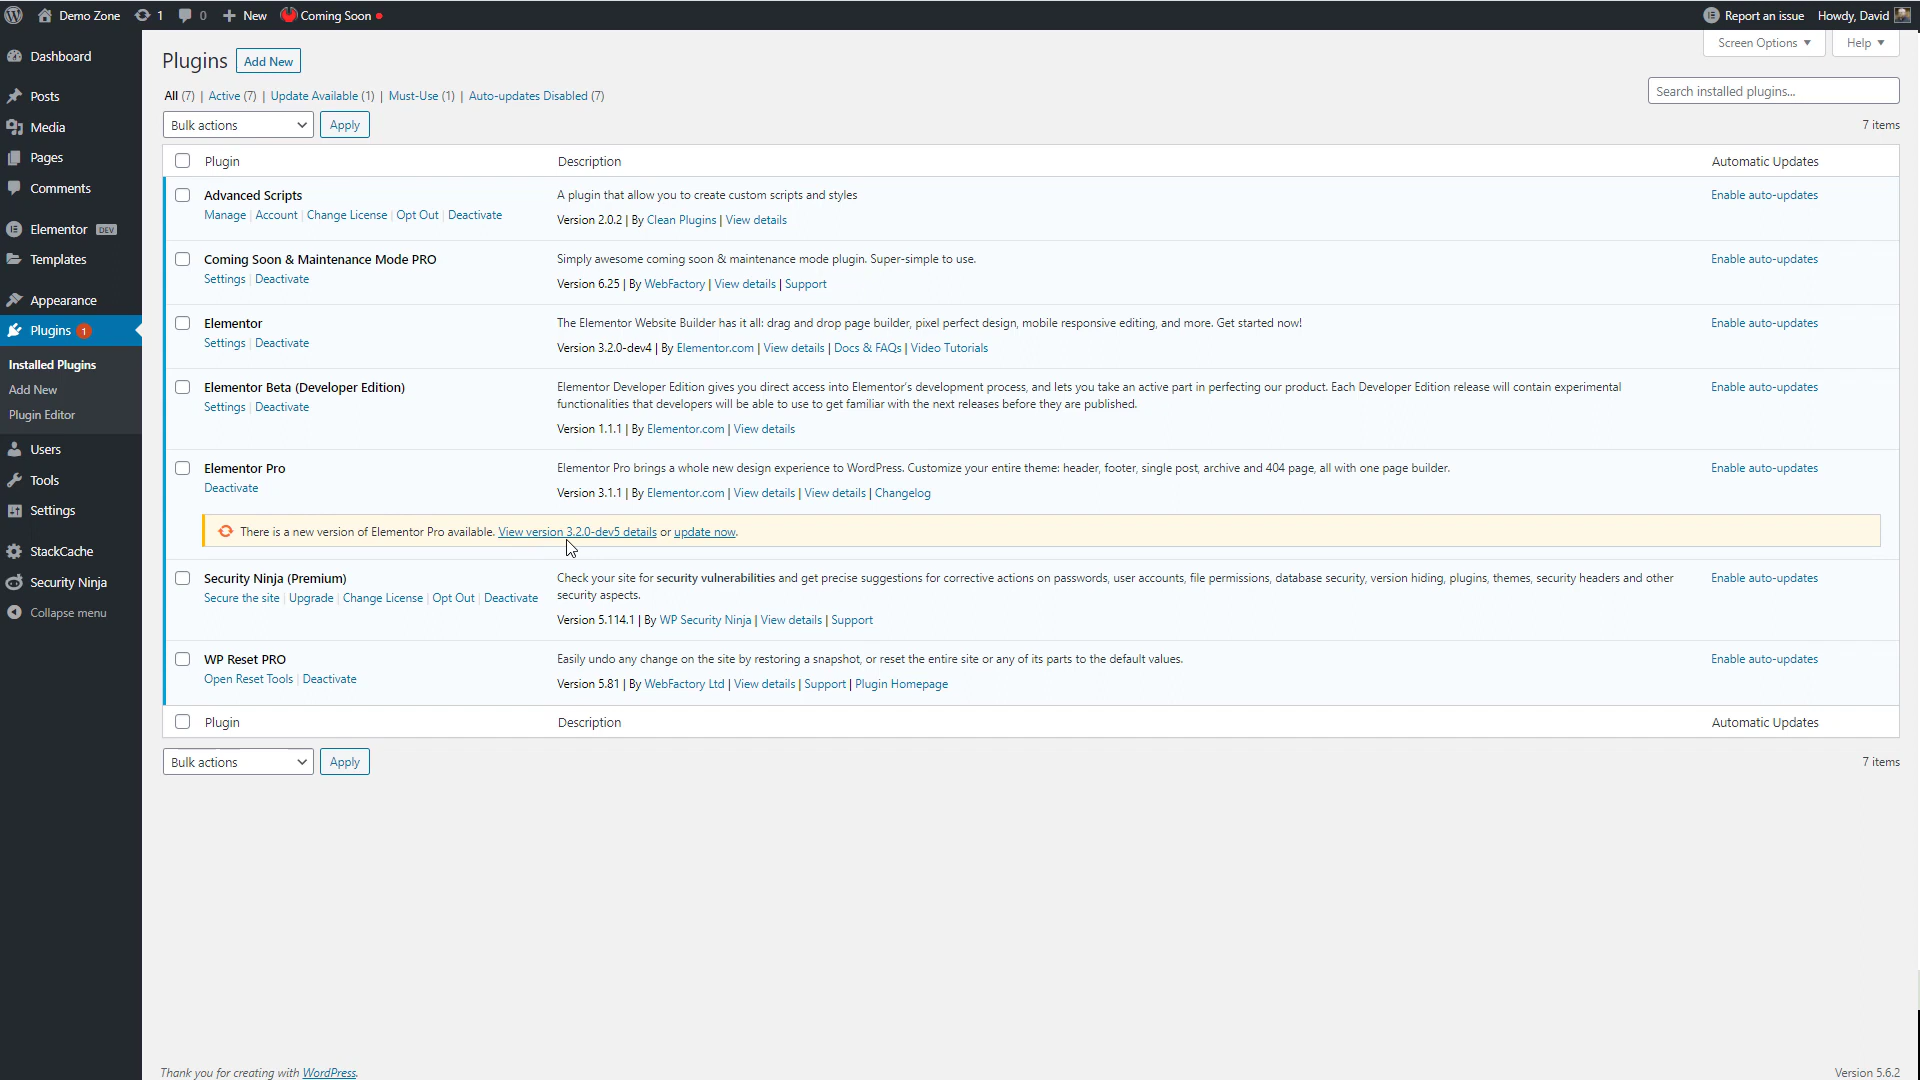 Demo Zone 1 0 New Coming Soon Report an issue Howdy, David
Screen Options Help
Dashboard
Posts
Media
Pages
Comments
Elementor DEV
Templates
Appearance
Plugins 1
Installed Plugins
Add New
Plugin Editor
Users
Tools
Settings
StackCache
Security Ninja
Collapse menu
Plugins Add New
All (7) | Active (7) | Update Available (1) | Must-Use (1) | Auto-updates Disabled (7)
Search installed plugins...
Bulk actions Apply 7 items
Plugin Description Automatic Updates
Advanced Scripts A plugin that allow you to create custom scripts and styles Enable auto-updates
Manage | Account | Change License | Opt Out | Deactivate Version 2.0.2 | By Clean Plugins | View details
Coming Soon & Maintenance Mode PRO Simply awesome coming soon & maintenance mode plugin. Super-simple to use. Enable auto-updates
Settings | Deactivate Version 6.25 | By WebFactory | View details | Support
Elementor The Elementor Website Builder has it all: drag and drop page builder, pixel perfect design, mobile responsive editing, and more. Get started now! Enable auto-updates
Settings | Deactivate Version 3.2.0-dev4 | By Elementor.com | View details | Docs & FAQs | Video Tutorials
Elementor Beta (Developer Edition) Elementor Developer Edition gives you direct access into Elementor's development process, and lets you take an active part in perfecting our product. Each Developer Edition release will contain experimental Enable auto-updates
Settings | Deactivate functionalities that developers will be able to use to get familiar with the next releases before they are published.
Version 1.1.1 | By Elementor.com | View details
Elementor Pro Elementor Pro brings a whole new design experience to WordPress. Customize your entire theme: header, footer, single post, archive and 404 page, all with one page builder. Enable auto-updates
Deactivate Version 3.1.1 | By Elementor.com | View details | View details | Changelog
There is a new version of Elementor Pro available. View version 3.2.0-dev5 details or update now.
Security Ninja (Premium) Check your site for security vulnerabilities and get precise suggestions for corrective actions on passwords, user accounts, file permissions, database security, version hiding, plugins, themes, security headers and other Enable auto-updates
Secure the site | Upgrade | Change License | Opt Out | Deactivate security aspects.
Version 5.114.1 | By WP Security Ninja | View details | Support
WP Reset PRO Easily undo any change on the site by restoring a snapshot, or reset the entire site or any of its parts to the default values. Enable auto-updates
Open Reset Tools | Deactivate Version 5.81 | By WebFactory Ltd | View details | Support | Plugin Homepage
Plugin Description Automatic Updates
Bulk actions Apply 7 items
Thank you for creating with WordPress. Version 5.6.2